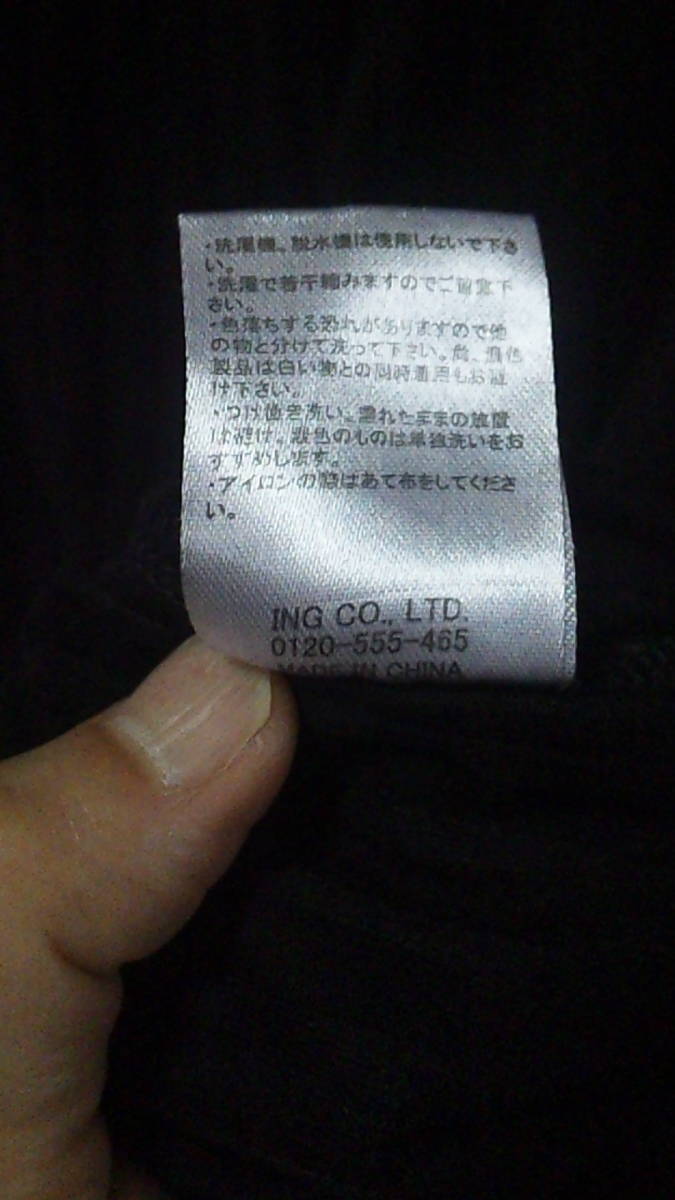 ・洗濯機、脱水機は使用しないで下さ
い。
・洗濯で若干縮みますのでご留意下
さい。
・色落ちする恐れがありますので他
の物と分けて洗って下さい。尚、濃色
製品は白い物との同時着用もお避
け下さい。
・つけ置き洗い、濡れたままの放置
は避け、濃色のものは単独洗いをお
すすめします。
・アイロンの際はあて布をしてくださ
い。
ING CO., LTD.
0120-555-465
MADE IN CHINA